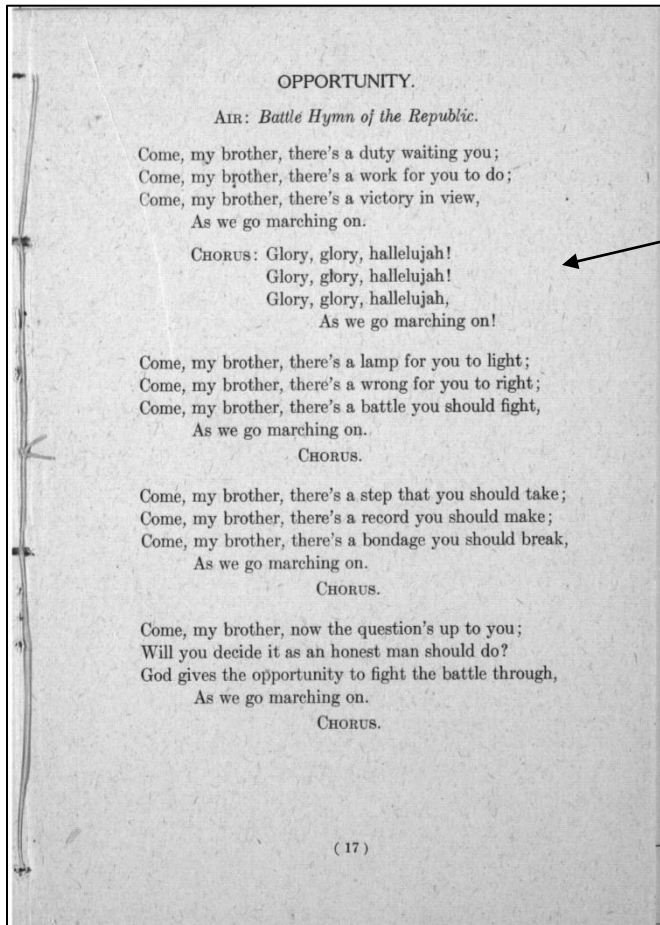 OPPORTUNITY.
AIR: Battle Hymn of the Republic.
Come, my brother, there's a duty waiting you;
Come, my brother, there's a work for you to do;
Come, my brother, there's a victory in view,
As we go marching on.
CHORUS: Glory, glory, hallelujah!
Glory, glory, hallelujah!
Glory, glory, hallelujah,
As we go marching on!
Come, my brother, there's a lamp for you to light;
Come, my brother, there's a wrong for you to right;
Come, my brother, there's a battle you should fight,
As we go marching on.
CHORUS.
Come, my brother, there's a step that you should take;
Come, my brother, there's a record you should make;
Come, my brother, there's a bondage you should break,
As we go marching on.
CHORUS.
Come, my brother, now the question's up to you;
Will you decide it as an honest man should do?
God gives the opportunity to fight the battle through,
As we go marching on.
CHORUS.
( 17 )